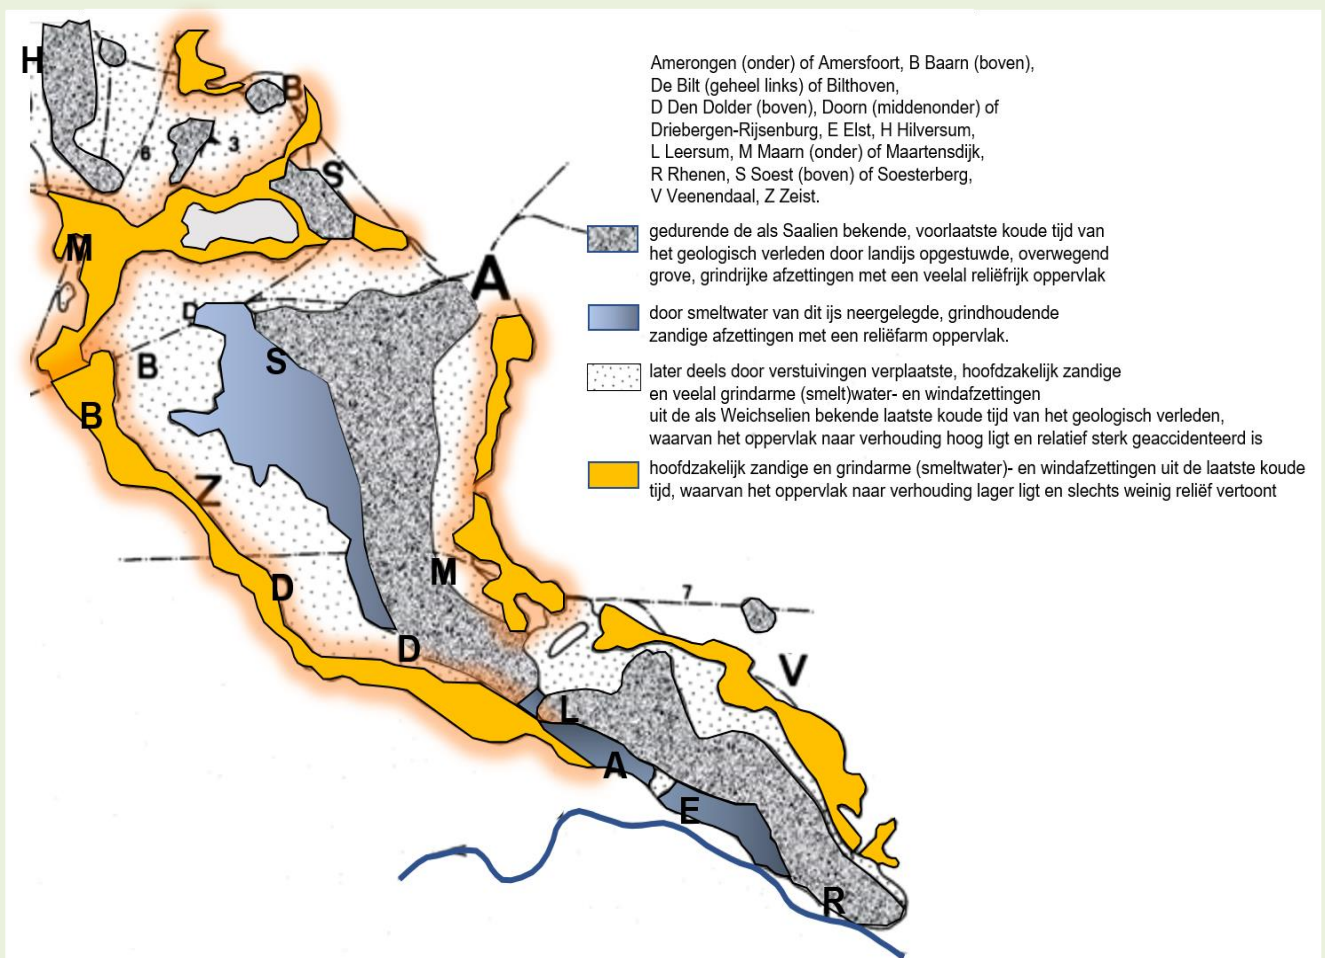 Amerongen (onder) of Amersfoort, B Baarn (boven),
De Bilt (geheel links) of Bilthoven,
D Den Dolder (boven), Doorn (middenonder) of
Driebergen-Rijsenburg, E Elst, H Hilversum,
L Leersum, M Maarn (onder) of Maartensdijk,
R Rhenen, S Soest (boven) of Soesterberg,
V Veenendaal, Z Zeist.
gedurende de als Saalien bekende, voorlaatste koude tijd van
het geologisch verleden door landijs opgestuwde, overwegend
grove, grindrijke afzettingen met een veelal reliëfrijk oppervlak
door smeltwater van dit ijs neergelegde, grindhoudende
zandige afzettingen met een reliëfarm oppervlak.
later deels door verstuivingen verplaatste, hoofdzakelijk zandige
en veelal grindarme (smelt)water- en windafzettingen
uit de als Weichselien bekende laatste koude tijd van het geologisch verleden,
waarvan het oppervlak naar verhouding hoog ligt en relatief sterk geaccidenteerd is
hoofdzakelijk zandige en grindarme (smeltwater)- en windafzettingen uit de laatste koude
tijd, waarvan het oppervlak naar verhouding lager ligt en slechts weinig reliëf vertoont
H
B
6
3
S
M
A
D
B
S
B
Z
D
M
7
D
V
L
A
E
R